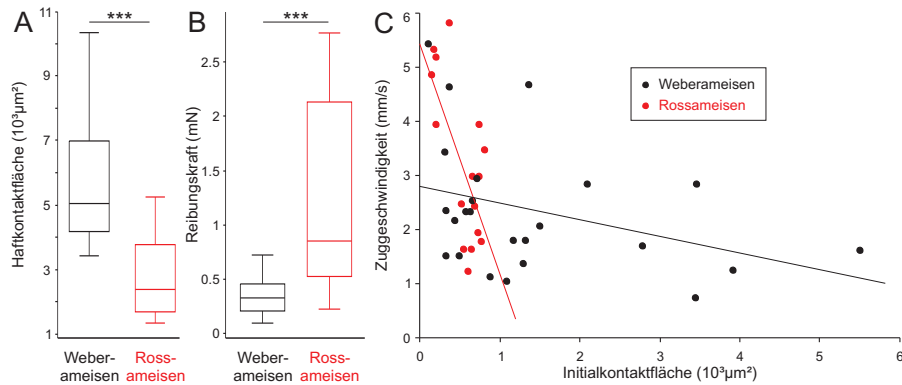 A
Haftkontaktfläche (10³µm²)
11
9
7
5
3
1
***
Weber-
ameisen
Ross-
ameisen
B
Reibungskraft (mN)
2.5
2
1.5
1
0.5
0
***
Weber-
ameisen
Ross-
ameisen
C
Zuggeschwindigkeit (mm/s)
6
5
4
3
2
1
0
Weberameisen
Rossameisen
0
1
2
3
4
5
6
Initialkontaktfläche (10³µm²)